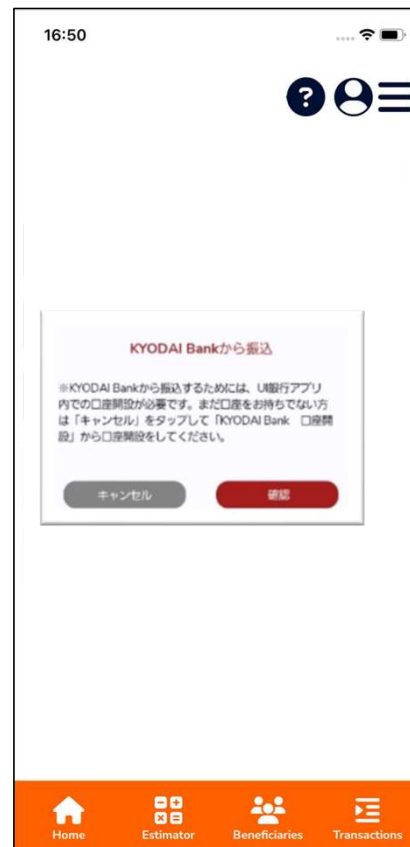 16:50
?
KYODAI Bankから振込
※KYODAI Bankから振込するためには、UI銀行アプリ
内での口座開設が必要です。まだ口座をお持ちでない方
は「キャンセル」をタップして「KYODAI Bank　口座開
設」から口座開設をしてください。
キャンセル
確認
Home
Estimator
Beneficiaries
Transactions